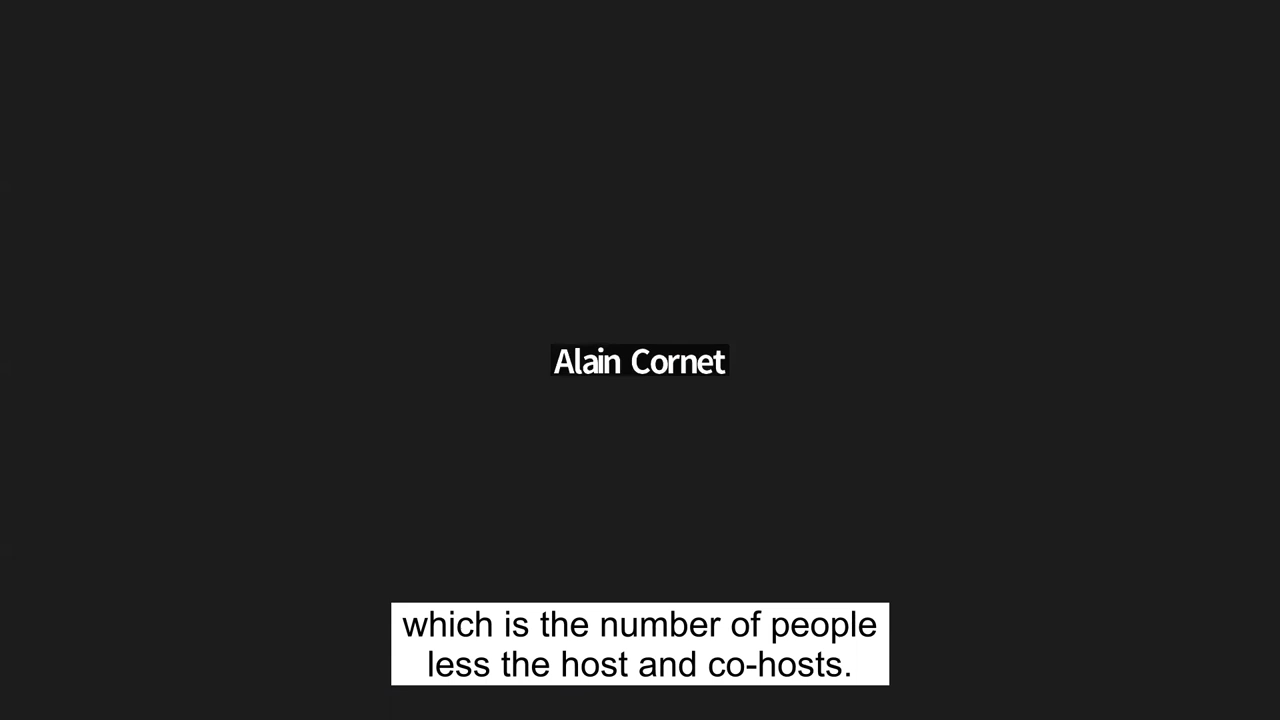 Alain Cornet
which is the number of people
less the host and co-hosts.